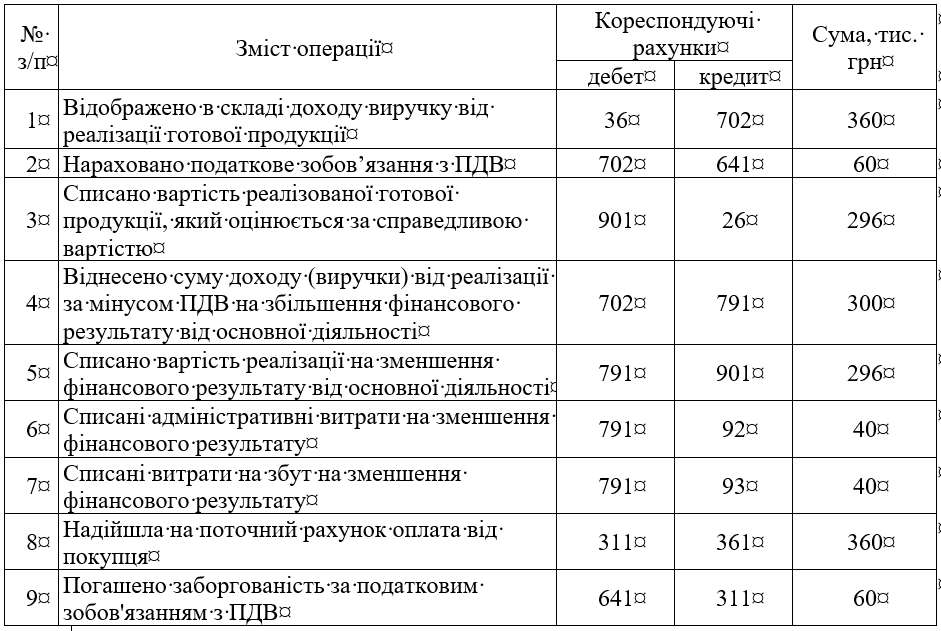 № з/п
Зміст операції
Кореспондуючі рахунки
Сума, тис. грн
дебет
кредит
1
Відображено в складі доходу виручку від
реалізації готової продукції
36
702
360
2
Нараховано податкове зобов’язання з ПДВ
702
641
60
3
Списано вартість реалізованої готової
продукції, який оцінюється за справедливою
вартістю
901
26
296
4
Віднесено суму доходу (виручки) від реалізації
за мінусом ПДВ на збільшення фінансового
результату від основної діяльності
702
791
300
5
Списано вартість реалізації на зменшення
фінансового результату від основної діяльності
791
901
296
6
Списані адміністративні витрати на зменшення
фінансового результату
791
92
40
7
Списані витрати на збут на зменшення
фінансового результату
791
93
40
8
Надійшла на поточний рахунок оплата від
покупця
311
361
360
9
Погашено заборгованість за податковим
зобов'язанням з ПДВ
641
311
60